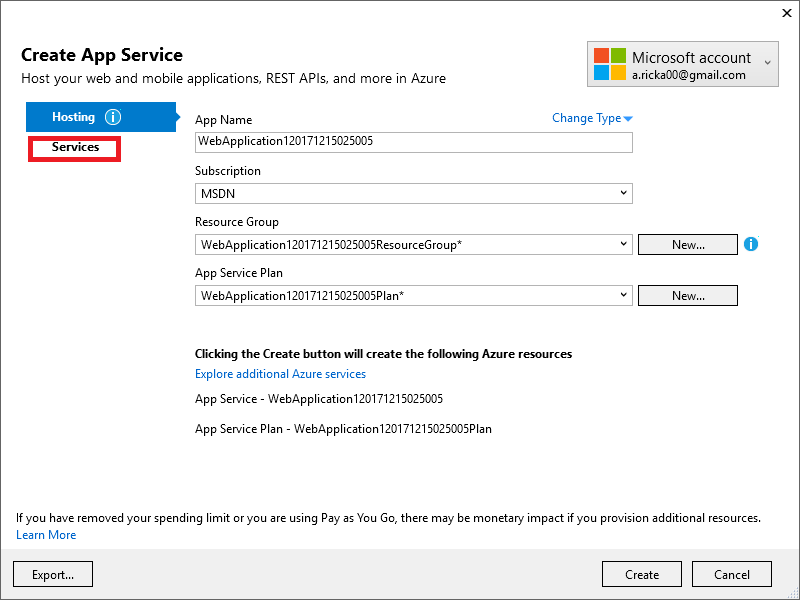 Create App Service
Host your web and mobile applications, REST APIs, and more in Azure
Microsoft account
a.ricka00@gmail.com
Hosting
Services
App Name
Change Type
WebApplication120171215025005
Subscription
MSDN
Resource Group
WebApplication120171215025005ResourceGroup*
New...
App Service Plan
WebApplication120171215025005Plan*
New...
Clicking the Create button will create the following Azure resources
Explore additional Azure services
App Service - WebApplication120171215025005
App Service Plan - WebApplication120171215025005Plan
If you have removed your spending limit or you are using Pay as You Go, there may be monetary impact if you provision additional resources.
Learn More
Export...
Create
Cancel